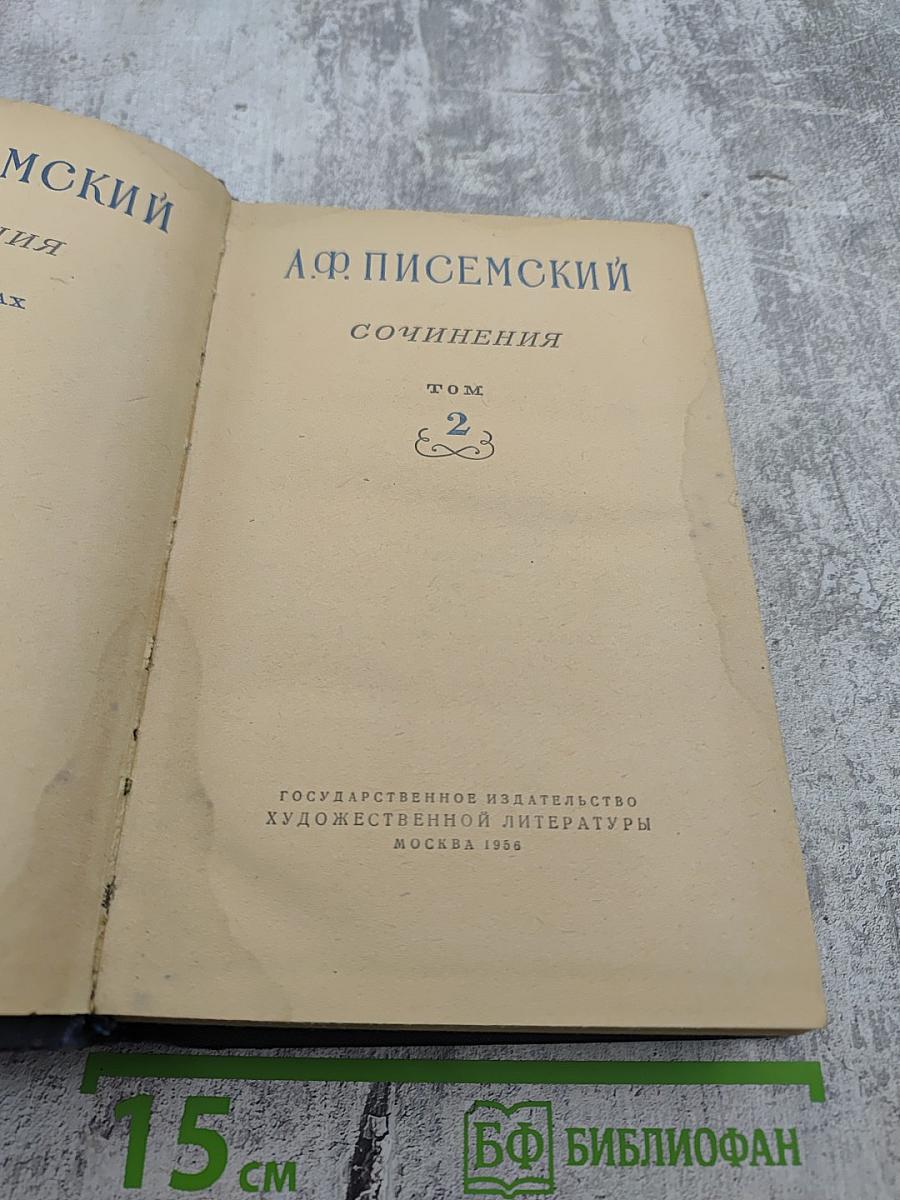 МСКИЙ
НИЯ
АХ
А.Ф. ПИСЕМСКИЙ
СОЧИНЕНИЯ
ТОМ
2
ГОСУДАРСТВЕННОЕ ИЗДАТЕЛЬСТВО
ХУДОЖЕСТВЕННОЙ ЛИТЕРАТУРЫ
МОСКВА 1956
15 см
БФ БИБЛИОФАН